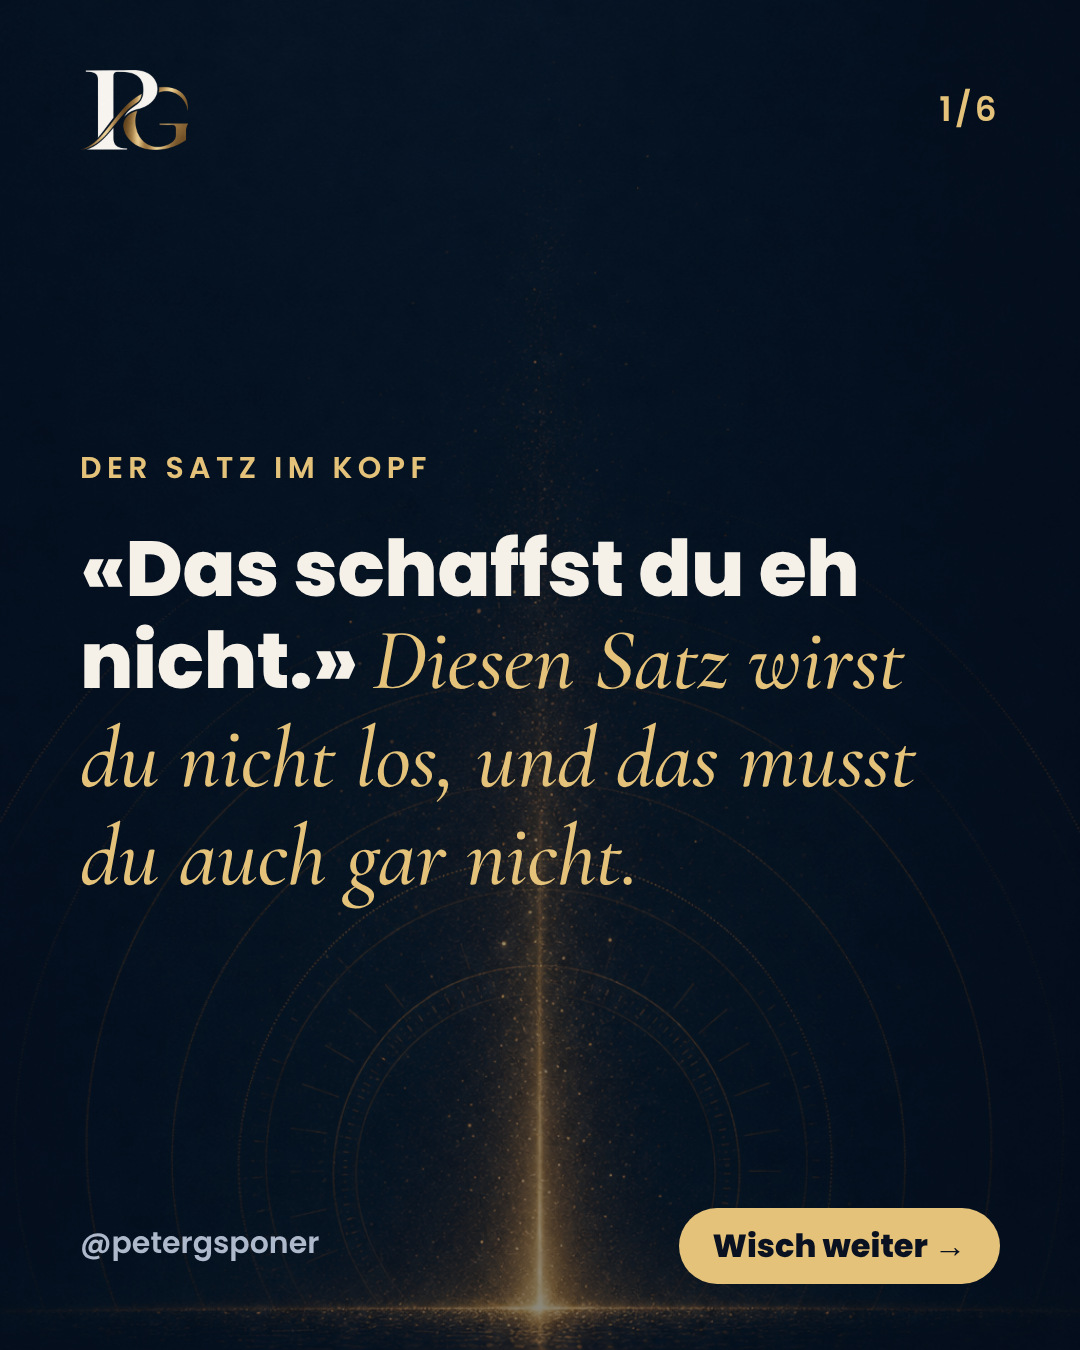 PG
1/6
DER SATZ IM KOPF
«Das schaffst du eh
nicht.» Diesen Satz wirst
du nicht los, und das musst
du auch gar nicht.
@petergsponer
Wisch weiter →